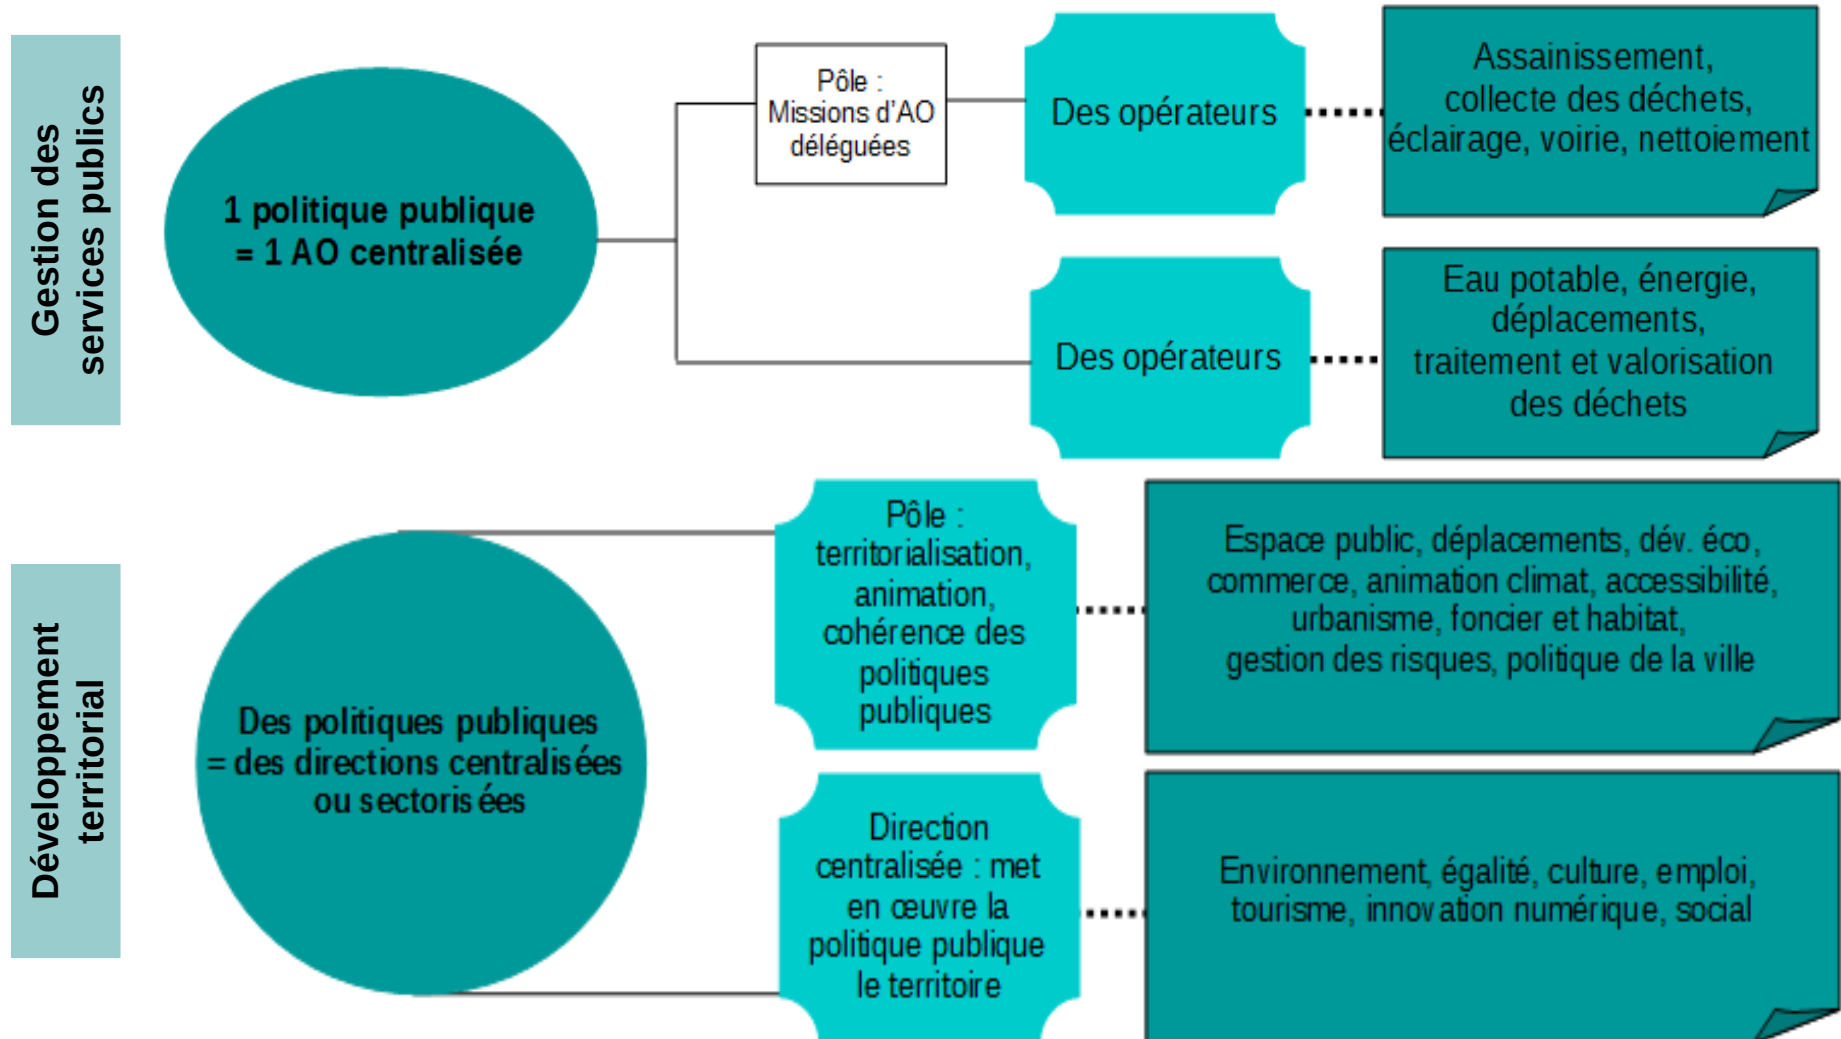 Gestion des
services publics
1 politique publique
= 1 AO centralisée
Pôle :
Missions d'AO
déléguées
Des opérateurs
Assainissement,
collecte des déchets,
éclairage, voirie, nettoiement
Des opérateurs
Eau potable, énergie,
déplacements,
traitement et valorisation
des déchets
Développement
territorial
Des politiques publiques
= des directions centralisées
ou sectorisées
Pôle :
territorialisation,
animation,
cohérence des
politiques
publiques
Espace public, déplacements, dév. éco,
commerce, animation climat, accessibilité,
urbanisme, foncier et habitat,
gestion des risques, politique de la ville
Direction
centralisée : met
en œuvre la
politique publique
le territoire
Environnement, égalité, culture, emploi,
tourisme, innovation numérique, social